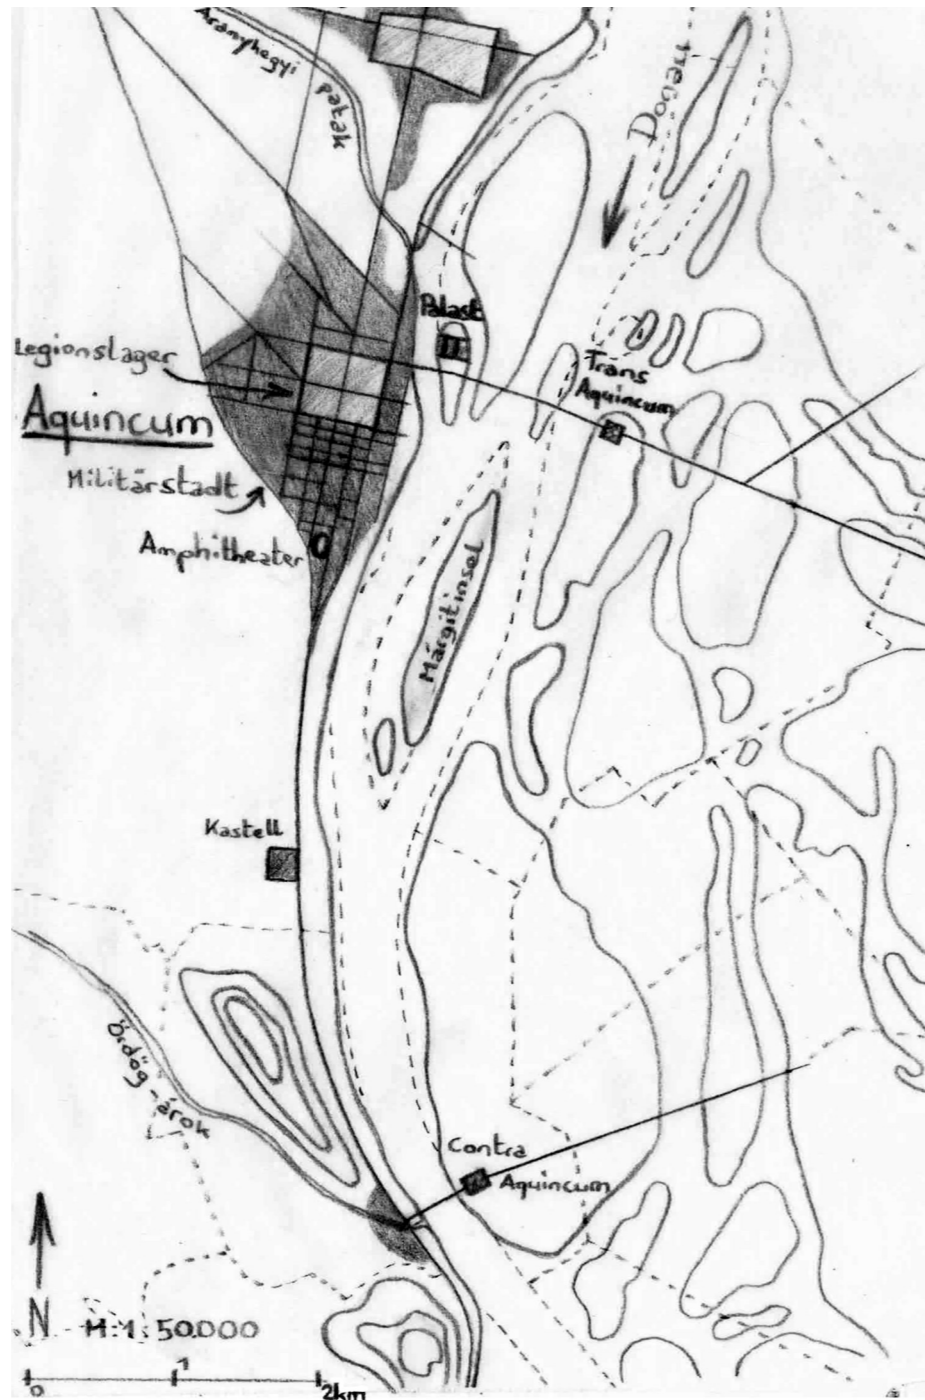 Aranyhegyi
patak
Donau
Palast
Legionslager
Aquincum
Trans
Aquincum
Militärstadt
Amphitheater
Márgitinsel
Kastell
Ördög-árok
Contra
Aquincum
N
M:1:50.000
0 1 2km